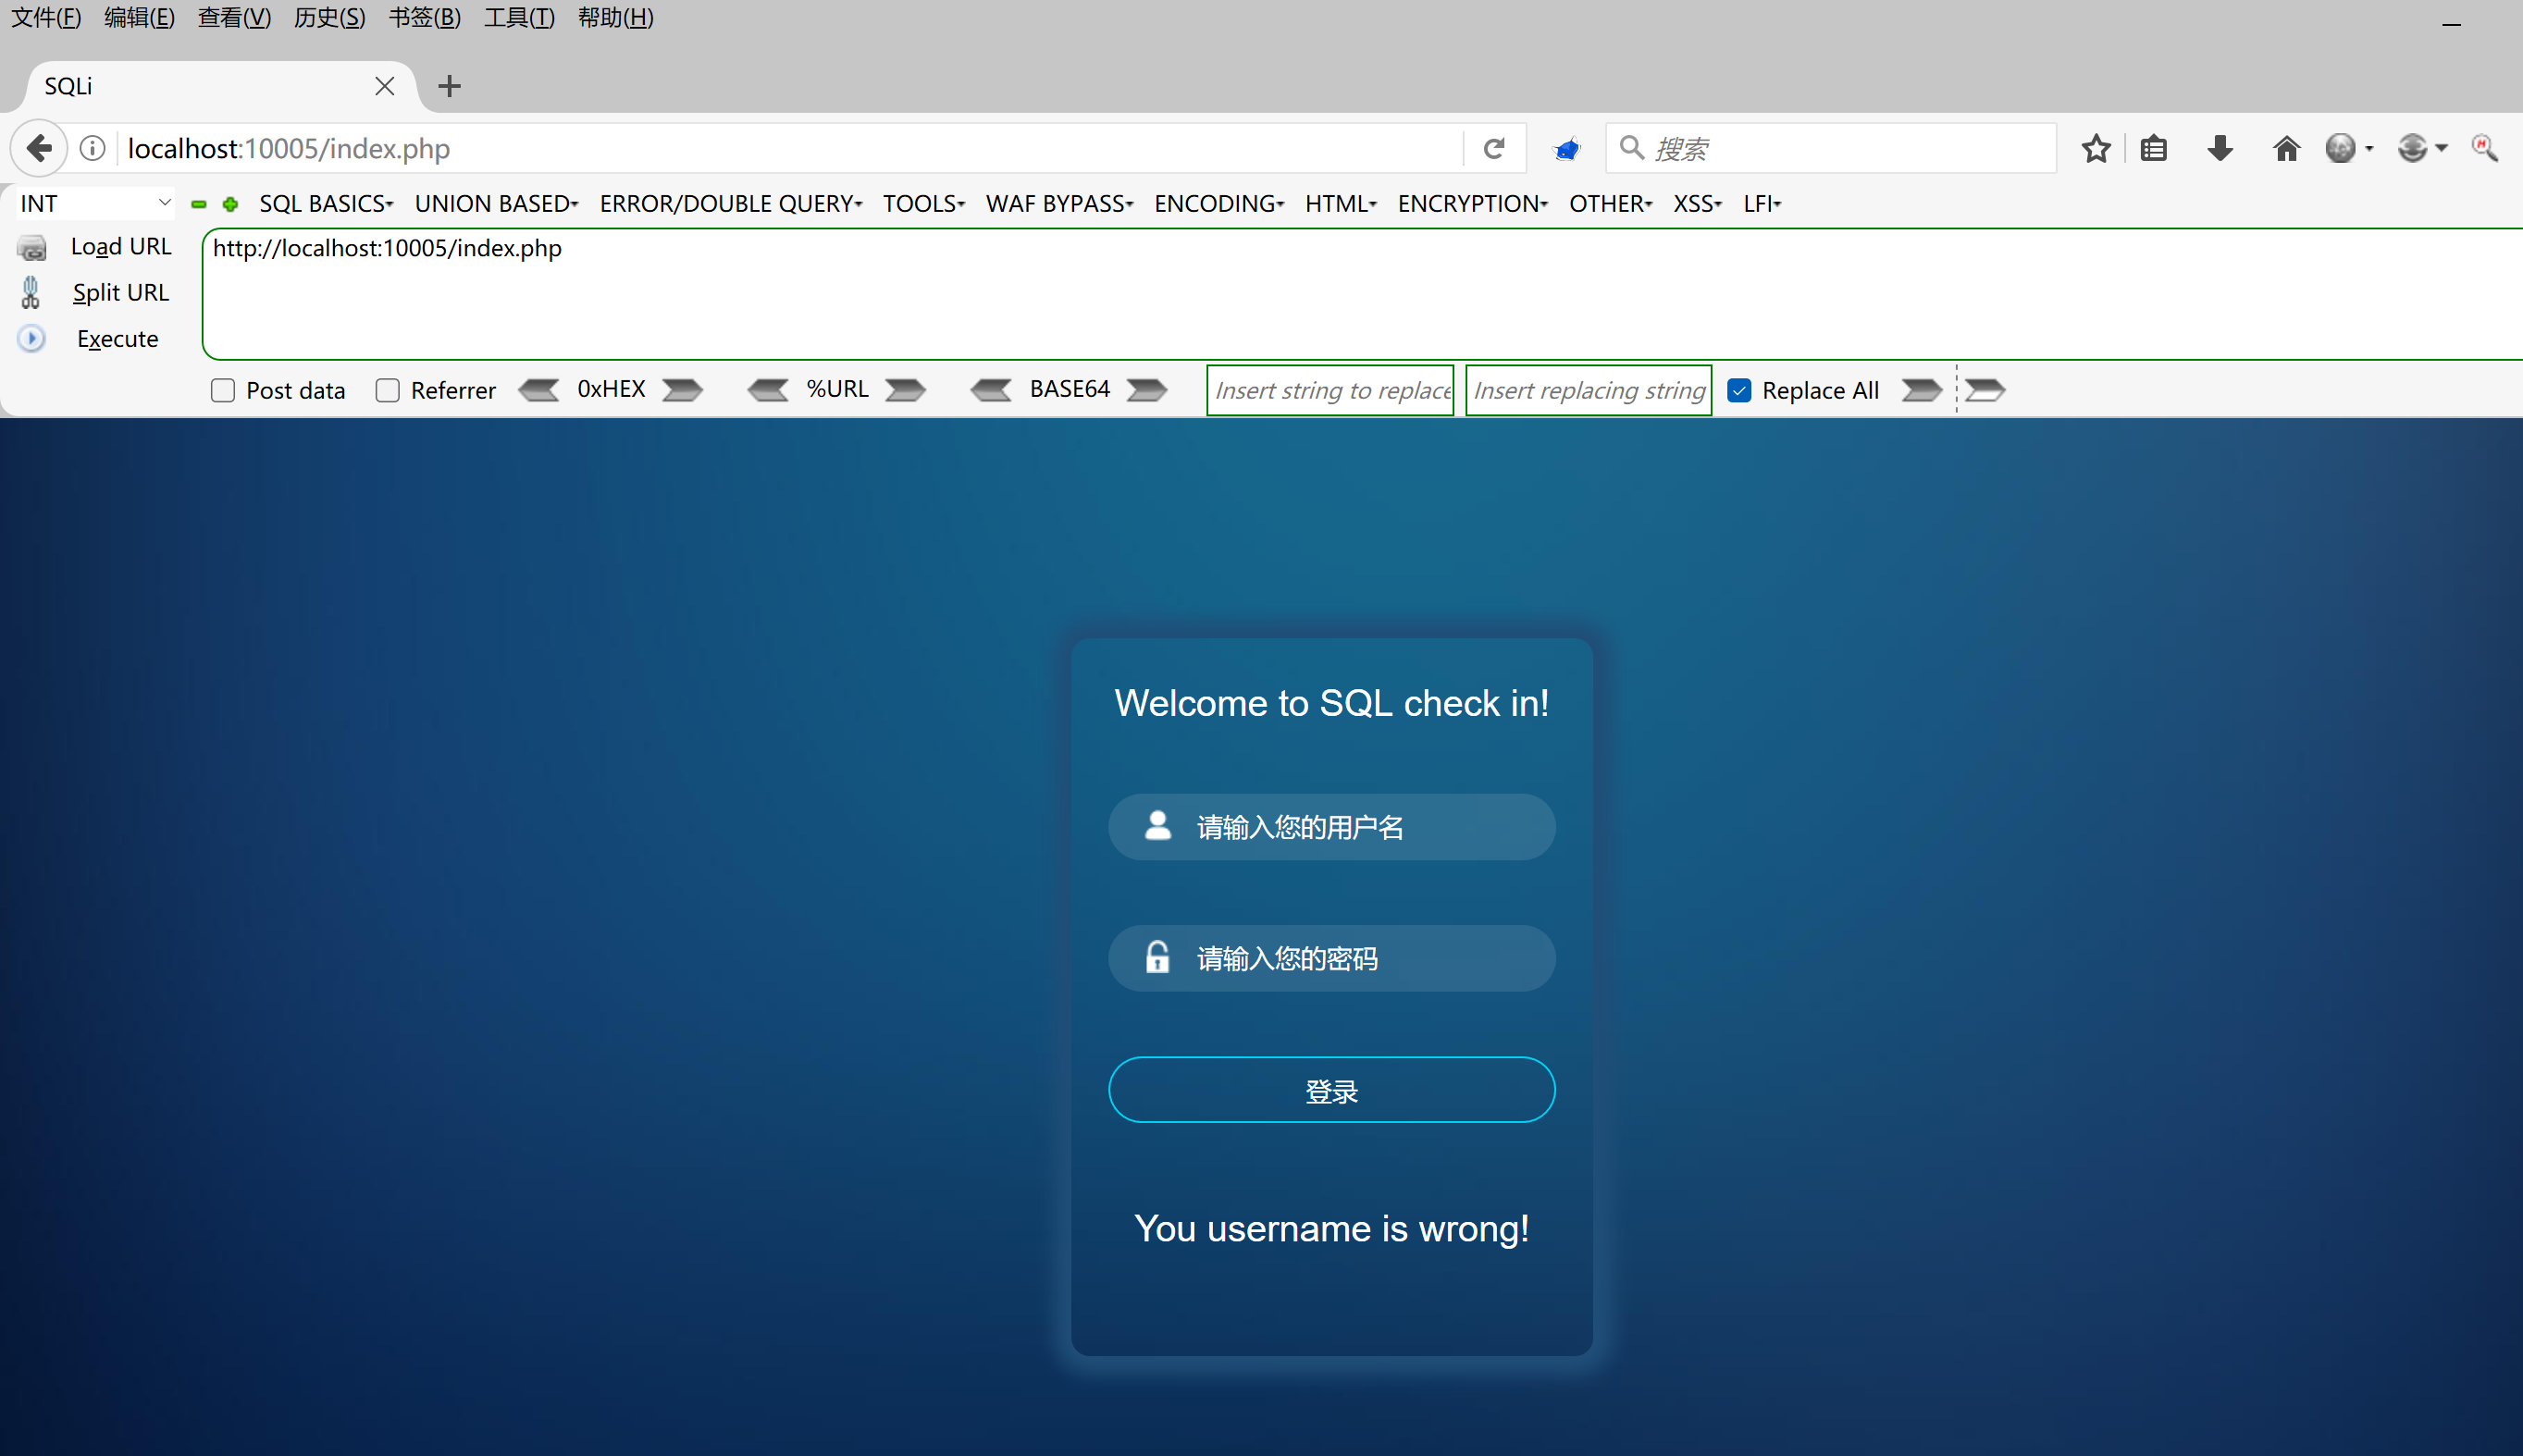 文件(F) 编辑(E) 查看(V) 历史(S) 书签(B) 工具(T) 帮助(H)
SQLi
localhost:10005/index.php
搜索
INT SQL BASICS UNION BASED ERROR/DOUBLE QUERY TOOLS WAF BYPASS ENCODING HTML ENCRYPTION OTHER XSS LFI
Load URL
http://localhost:10005/index.php
Split URL
Execute
Post data Referrer 0xHEX %URL BASE64 Insert string to replace Insert replacing string Replace All
Welcome to SQL check in!
请输入您的用户名
请输入您的密码
登录
You username is wrong!